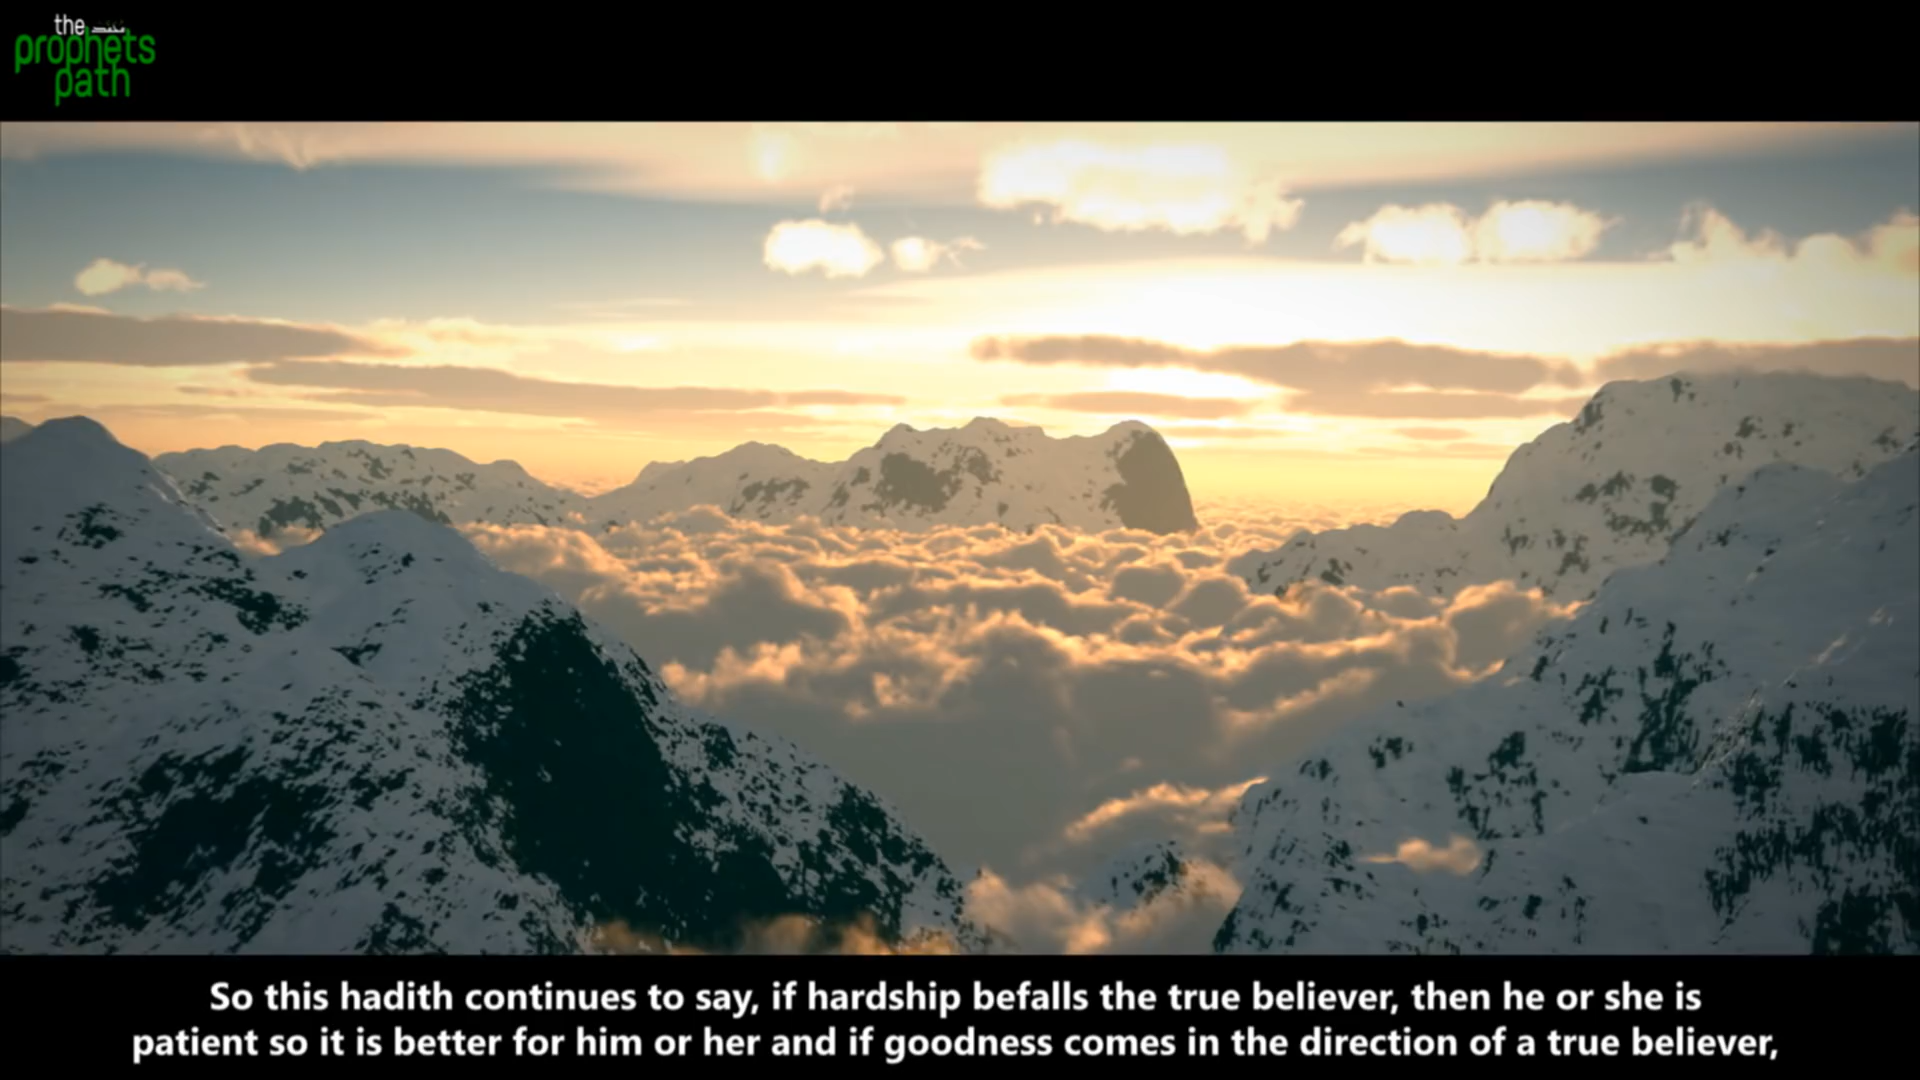 the محمد
prophets
path
So this hadith continues to say, if hardship befalls the true believer, then he or she is
patient so it is better for him or her and if goodness comes in the direction of a true believer,